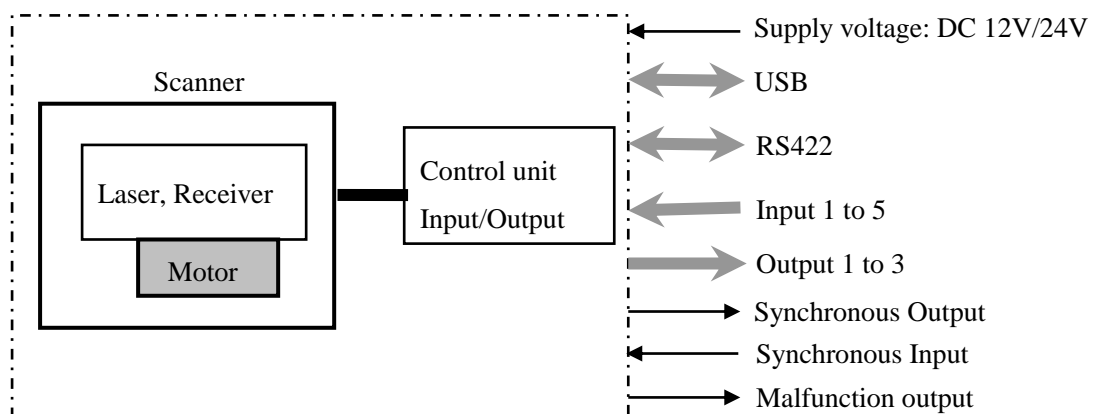 Supply voltage: DC 12V/24V
Scanner
USB
RS422
Control unit
Laser, Receiver
Input/Output
Input 1 to 5
Motor
Output 1 to 3
Synchronous Output
Synchronous Input
Malfunction output